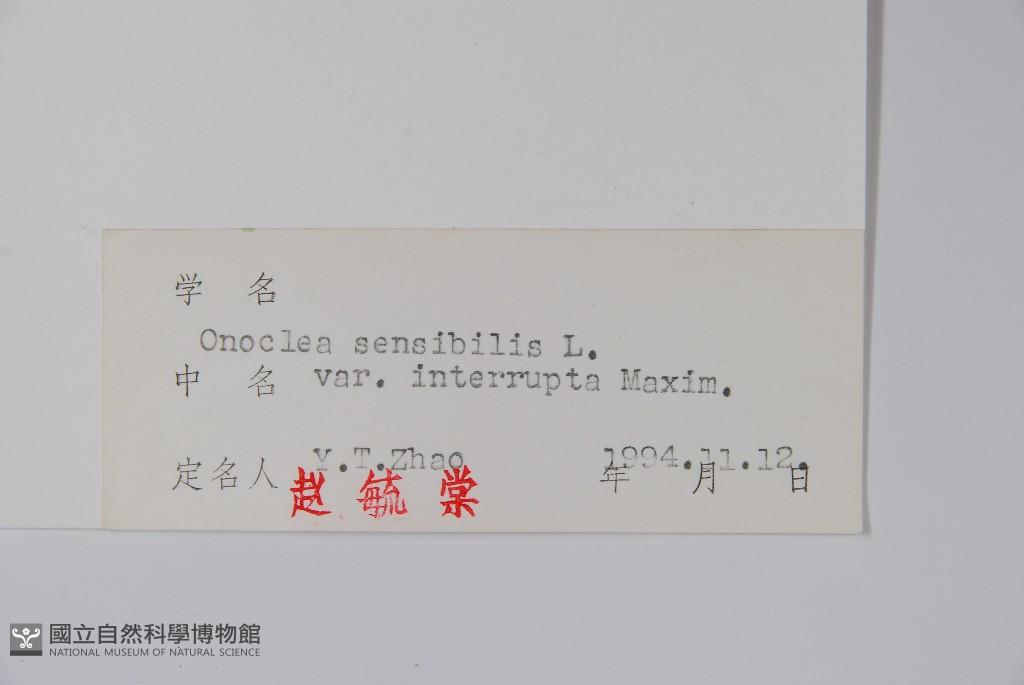 学 名
Onoclea sensibilis L.
中 名 var. interrupta Maxim.
定名人 Y.T.Zhao 1994.11.12.
赵毓棠 年 月 日
國立自然科學博物館
NATIONAL MUSEUM OF NATURAL SCIENCE